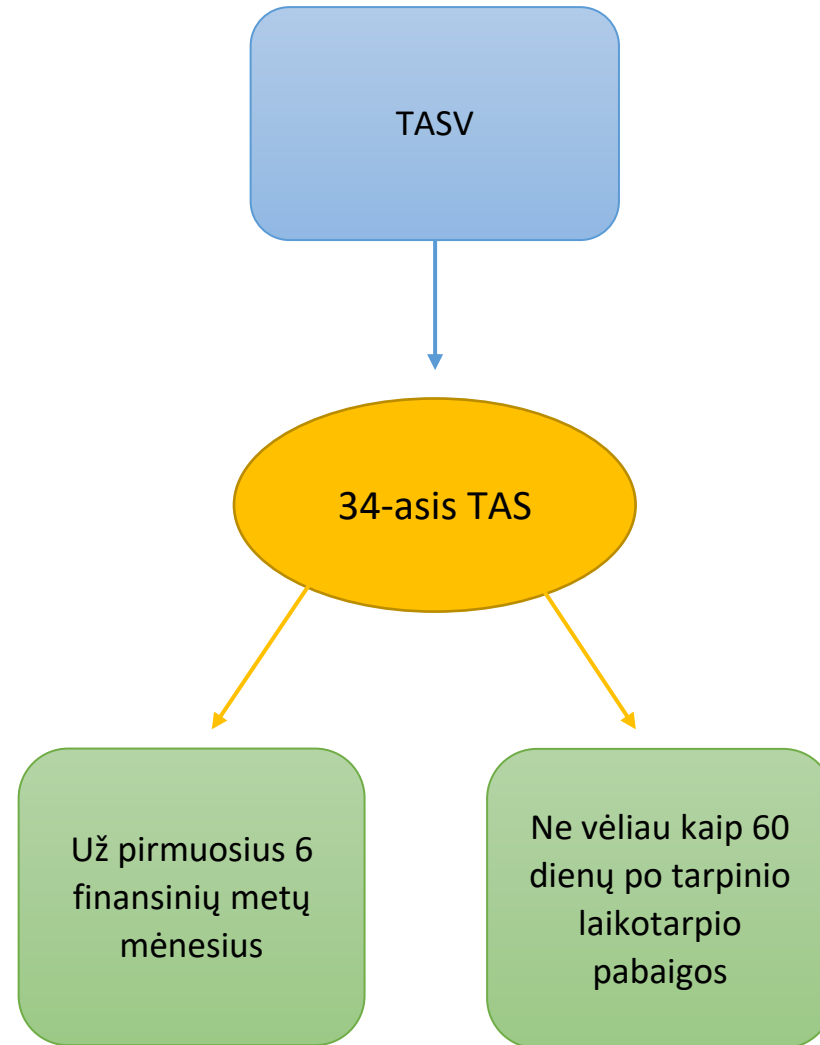 TASV
34-asis TAS
Už pirmuosius 6
finansinių metų
mėnesius
Ne vėliau kaip 60
dienų po tarpinio
laikotarpio
pabaigos